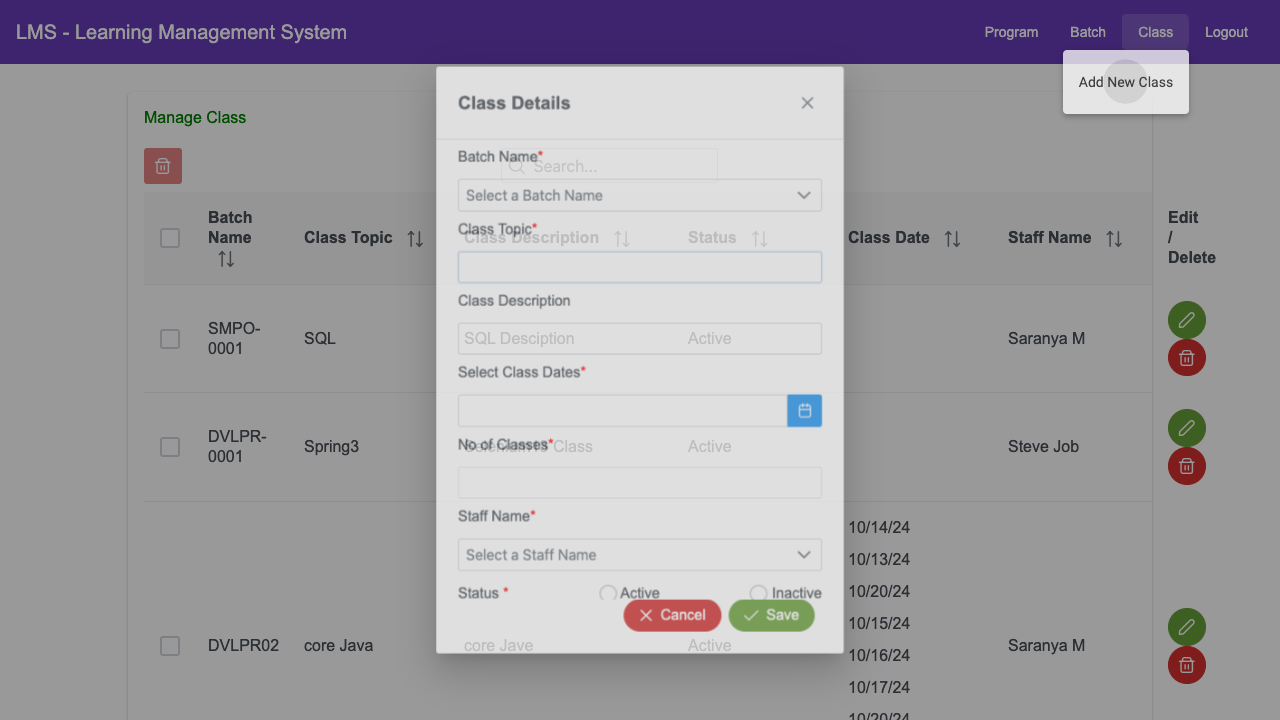 LMS - Learning Management System
Program
Batch
Class
Logout
Add New Class
Manage Class
Search...
Class Details
Batch Name*
Select a Batch Name
Class Topic*
Class Description
Select Class Dates*
No of Classes*
Staff Name*
Select a Staff Name
Status *
Active
Inactive
Cancel
Save
Batch
Name
Class Topic
Class Description
Status
Class Date
Staff Name
Edit
/
Delete
SMPO-
0001
SQL
SQL Desciption
Active
Saranya M
DVLPR-
0001
Spring3
Class
Active
Steve Job
DVLPR02
core Java
core Jave
Active
10/14/24
10/13/24
10/20/24
10/15/24
10/16/24
10/17/24
10/20/24
Saranya M